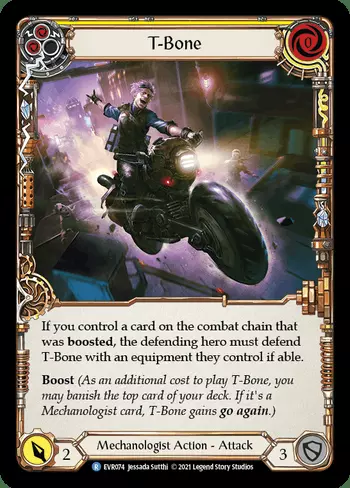 T-Bone
0
If you control a card on the combat chain that
was boosted, the defending hero must defend
T-Bone with an equipment they control if able.
Boost (As an additional cost to play T-Bone, you
may banish the top card of your deck. If it's a
Mechanologist card, T-Bone gains go again.)
2
Mechanologist Action - Attack
3
R EVR074 Jessada Sutthi ©2021 Legend Story Studios